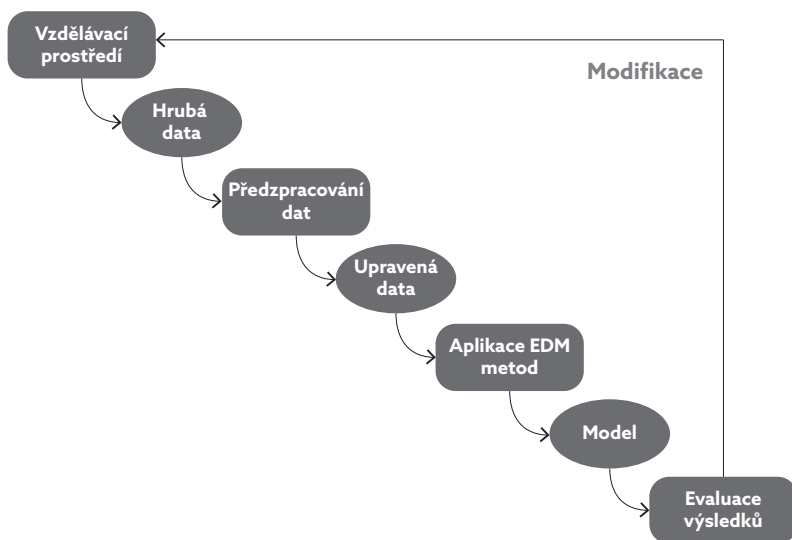 Vzdělávací
prostředí
Modifikace
Hrubá
data
Předzpracování
dat
Upravená
data
Aplikace EDM
metod
Model
Evaluace
výsledků